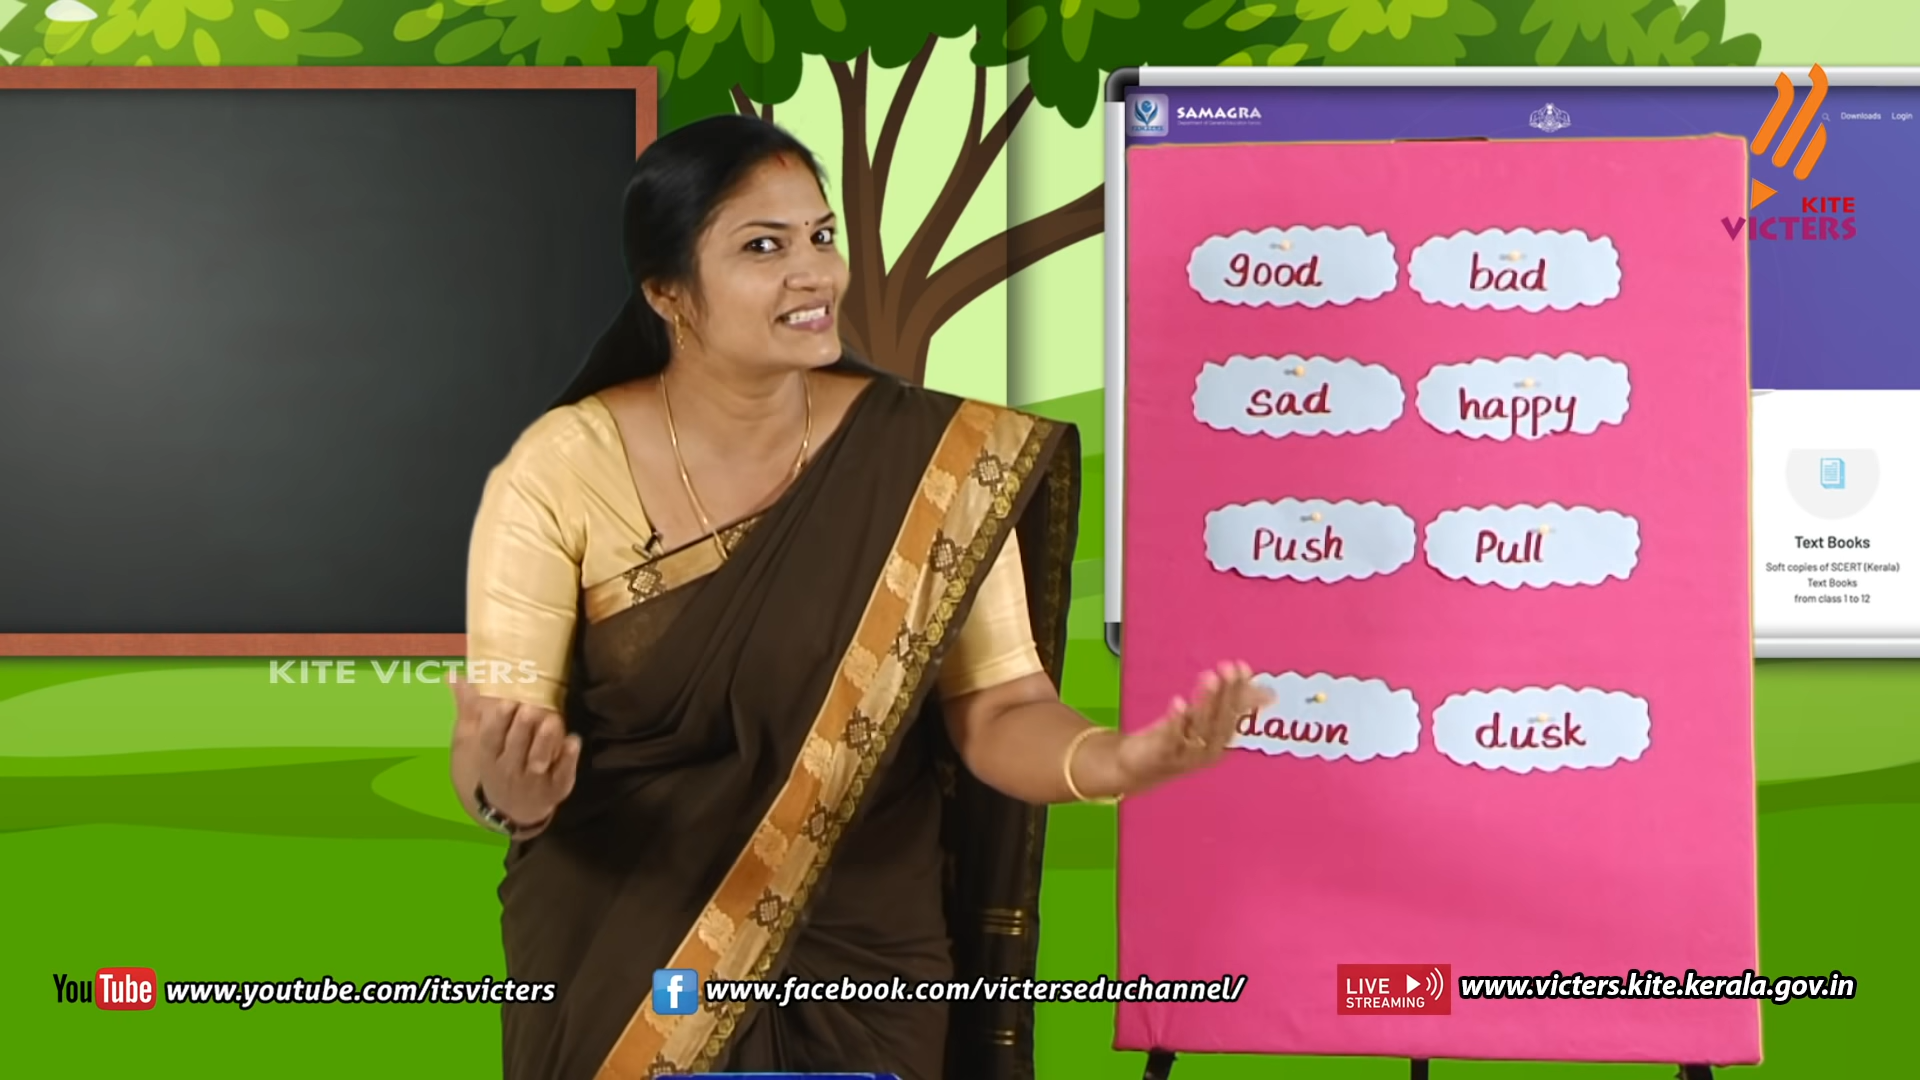 SAMAGRA
Downloads Login
KITE
VICTERS
good bad
sad happy
Push Pull
Text Books
Soft copies of SCERT (Kerala)
Text Books
from class 1 to 12
KITE VICTERS
dawn dusk
YouTube www.youtube.com/itsvicters
f www.facebook.com/victerseduchannel/
LIVE
STREAMING
www.victers.kite.kerala.gov.in